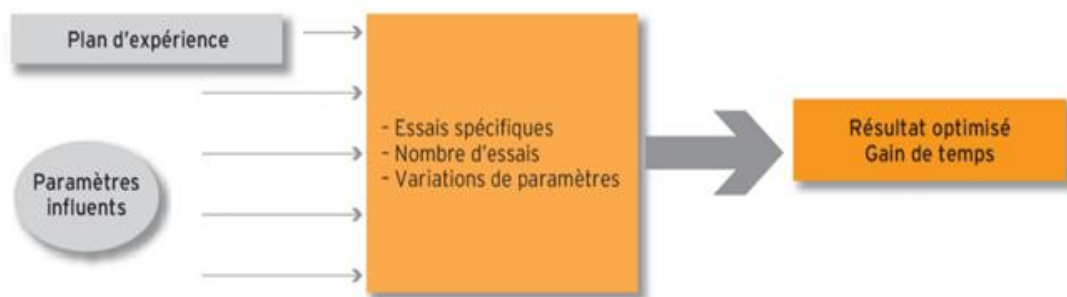 Plan d'expérience
Paramètres
influents
- Essais spécifiques
- Nombre d'essais
- Variations de paramètres
Résultat optimisé
Gain de temps